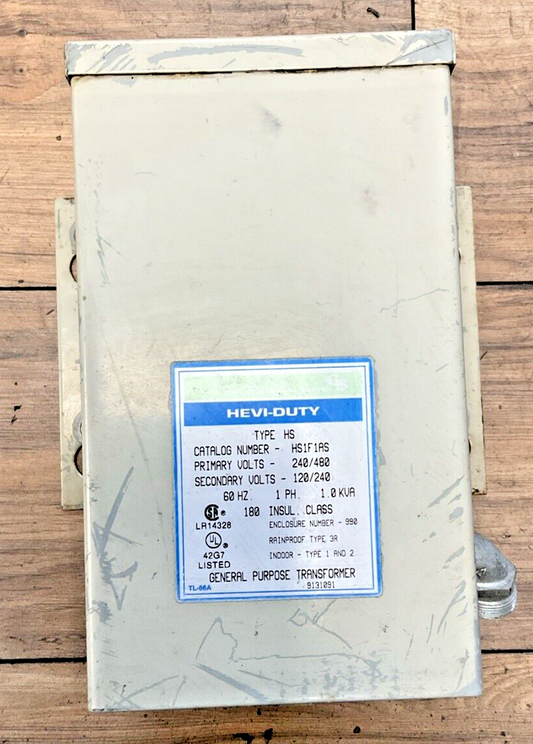 HEVI-DUTY
TYPE HS
CATALOG NUMBER - HS1F1AS
PRIMARY VOLTS - 240/480
SECONDARY VOLTS - 120/240
60 HZ. 1 PH. 1.0 KVA
180 INSUL. CLASS
LR14328
ENCLOSURE NUMBER - 990
RAINPROOF TYPE 3R
UL
42G7
LISTED
INDOOR - TYPE 1 AND 2
GENERAL PURPOSE TRANSFORMER
TL-66A
9131091